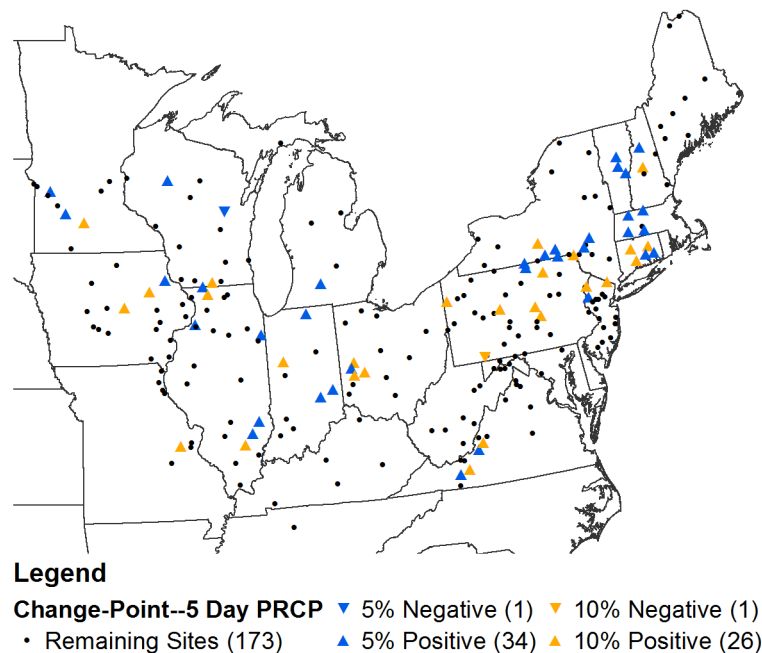 Legend
Change-Point--5 Day PRCP ▼ 5% Negative (1) ▼ 10% Negative (1)
• Remaining Sites (173) ▲ 5% Positive (34) ▲ 10% Positive (26)